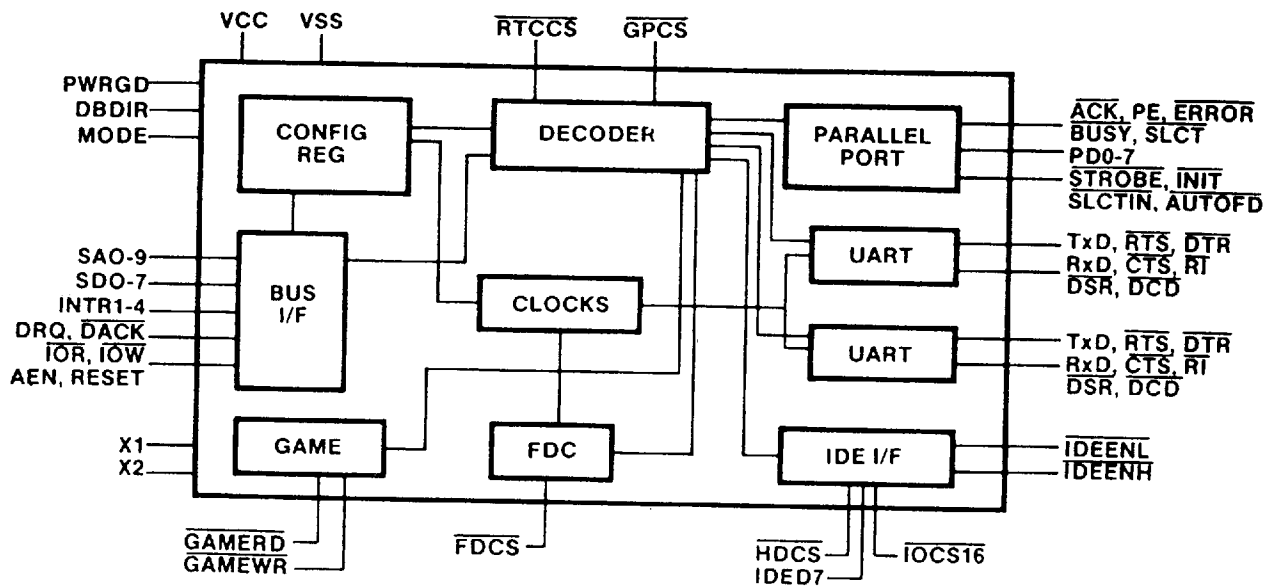 VCC VSS RTCCS GPCS
PWRGD
DBDIR
MODE
CONFIG
REG
DECODER
PARALLEL
PORT
ACK, PE, ERROR
BUSY, SLCT
PD0-7
STROBE, INIT
SLCTIN, AUTOFD
SAO-9
SDO-7
INTR1-4
DRQ, DACK
IOR, IOW
AEN, RESET
BUS
I/F
CLOCKS
UART
TxD, RTS, DTR
RxD, CTS, RI
DSR, DCD
UART
TxD, RTS, DTR
RxD, CTS, RI
DSR, DCD
X1
X2
GAME
FDC
IDE I/F
IDEENL
IDEENH
GAMERD
GAMEWR
FDCS
HDCS
IDED7
IOCS16